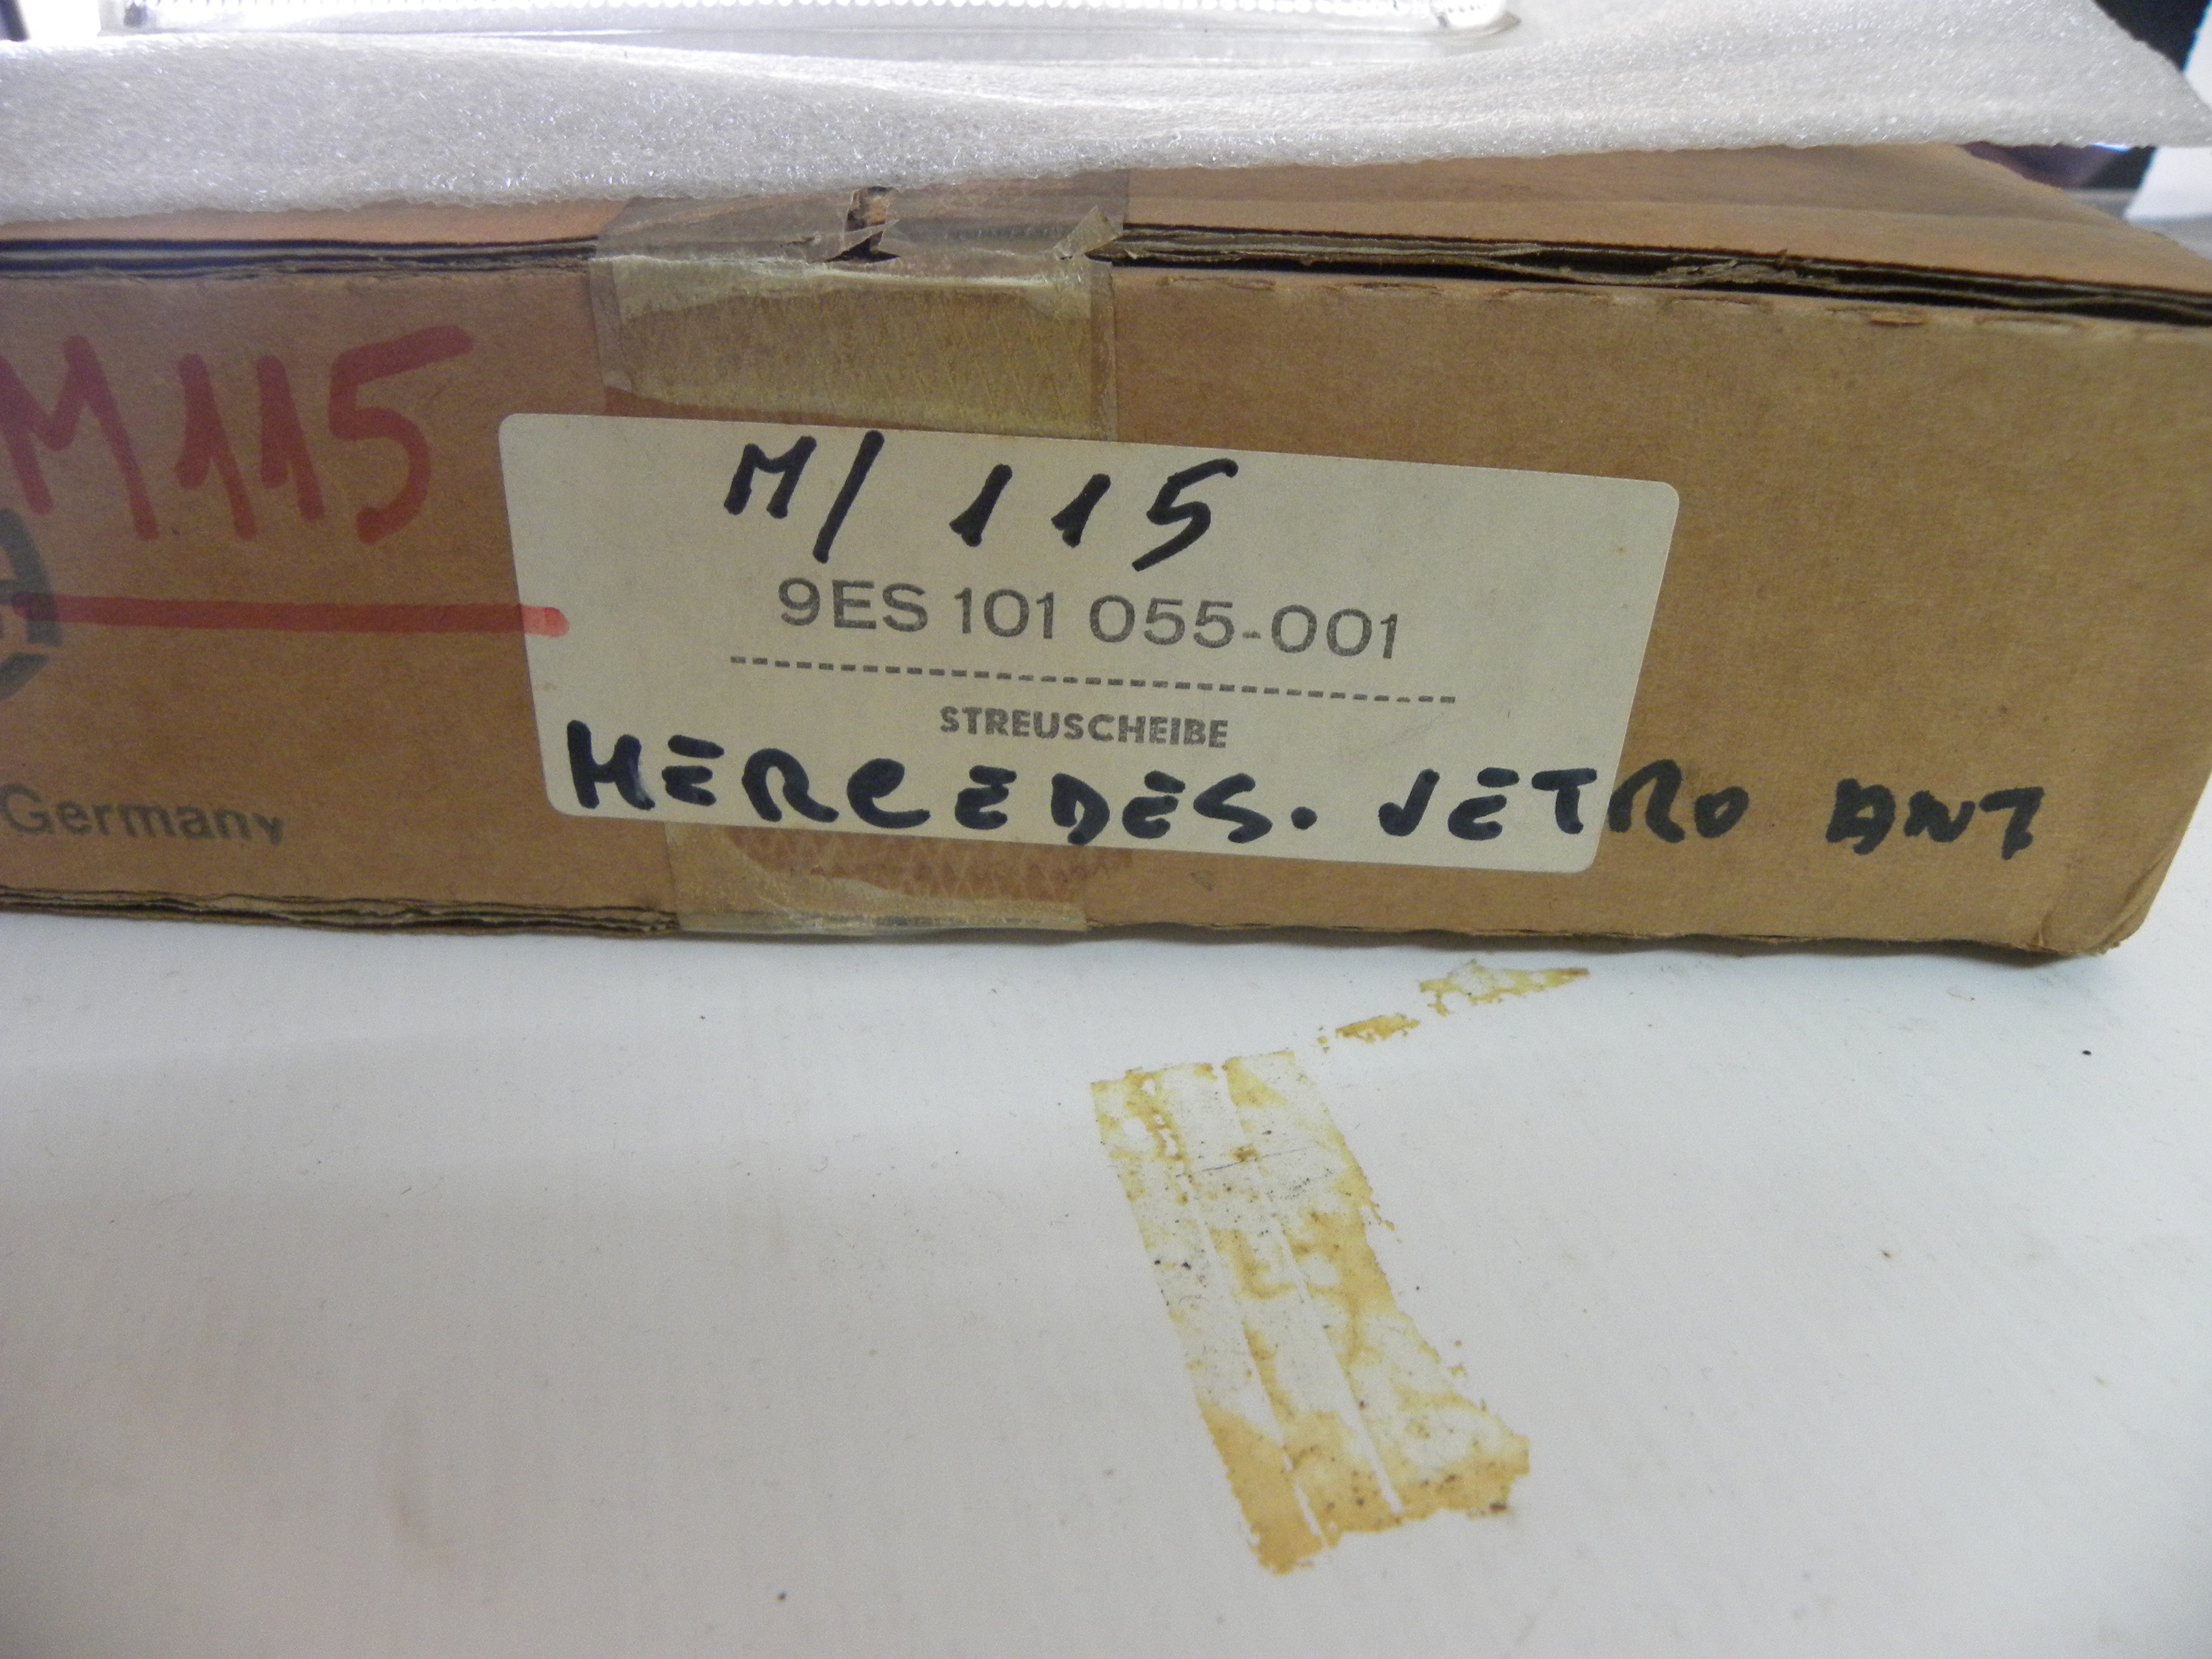 M115
M/ 115
9ES 101 055-001
STREUSCHEIBE
MERCEDES. VETRO ANT
Germany